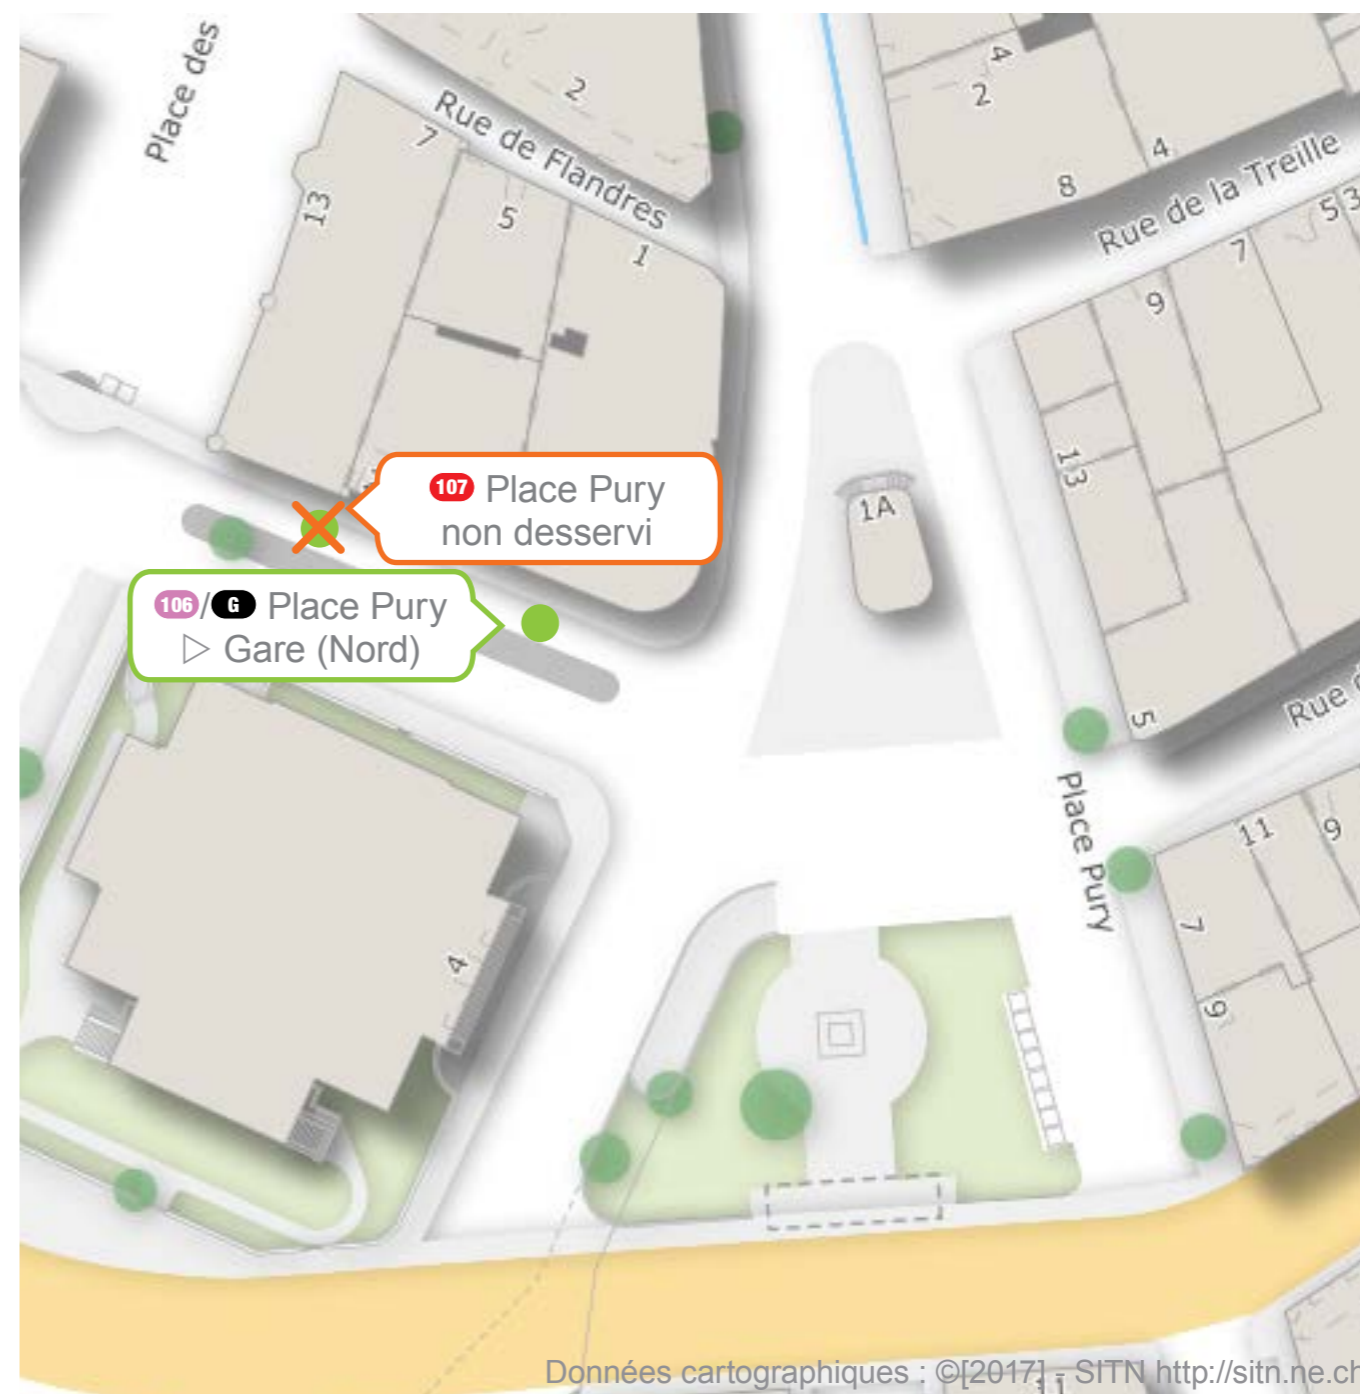 Place des
2
4
2
Rue de Flandres
7
4
Rue de la Treille
8
13
5
5 3
1
7
9
13
107 Place Pury
non desservi
1A
106/G Place Pury
▷ Gare (Nord)
5
Rue
Place Pury
11
9
7
4
9
Données cartographiques : ©[2017] - SITN http://sitn.ne.ch
11